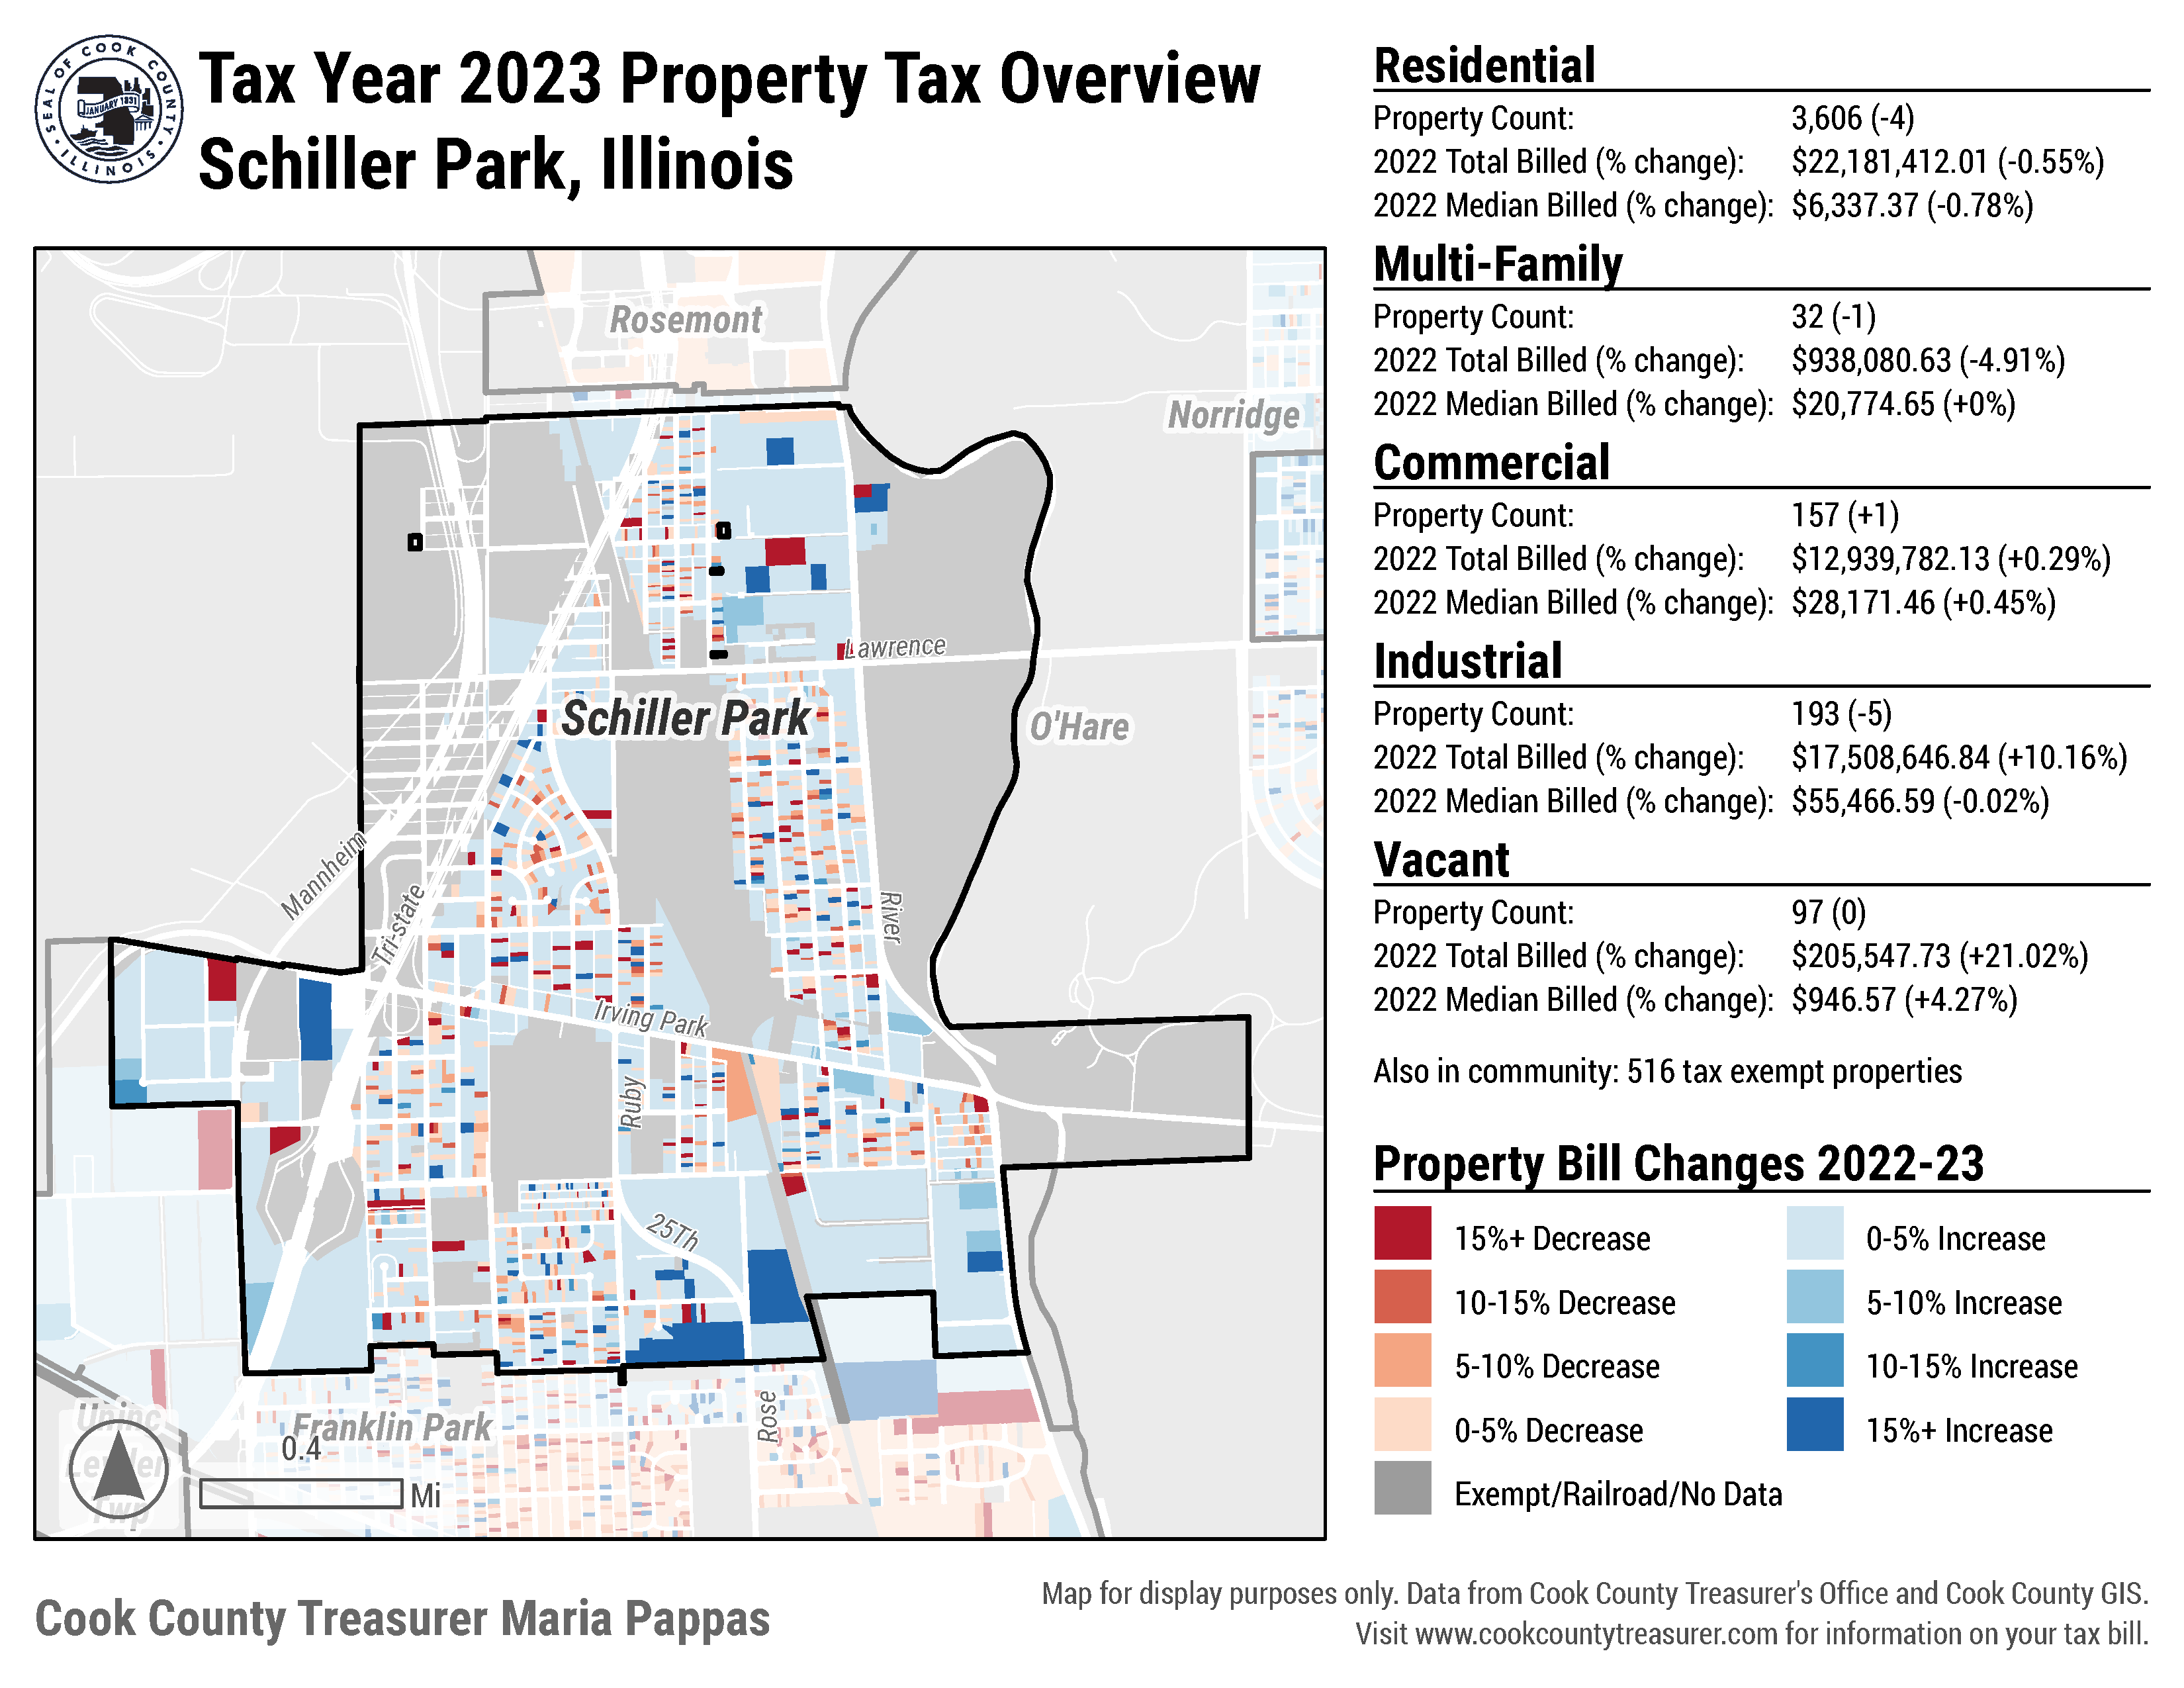 SEAL OF COOK COUNTY
JANUARY 1831
ILLINOIS
Tax Year 2023 Property Tax Overview
Schiller Park, Illinois
Rosemont
Norridge
Lawrence
Schiller Park
O'Hare
Mannheim
Tri-state
River
Irving Park
Ruby
25Th
Rose
Franklin Park
Uninc
Twp
0.4
Mi
Residential
Property Count: 3,606 (-4)
2022 Total Billed (% change): $22,181,412.01 (-0.55%)
2022 Median Billed (% change): $6,337.37 (-0.78%)
Multi-Family
Property Count: 32 (-1)
2022 Total Billed (% change): $938,080.63 (-4.91%)
2022 Median Billed (% change): $20,774.65 (+0%)
Commercial
Property Count: 157 (+1)
2022 Total Billed (% change): $12,939,782.13 (+0.29%)
2022 Median Billed (% change): $28,171.46 (+0.45%)
Industrial
Property Count: 193 (-5)
2022 Total Billed (% change): $17,508,646.84 (+10.16%)
2022 Median Billed (% change): $55,466.59 (-0.02%)
Vacant
Property Count: 97 (0)
2022 Total Billed (% change): $205,547.73 (+21.02%)
2022 Median Billed (% change): $946.57 (+4.27%)
Also in community: 516 tax exempt properties
Property Bill Changes 2022-23
15%+ Decrease
10-15% Decrease
5-10% Decrease
0-5% Decrease
Exempt/Railroad/No Data
0-5% Increase
5-10% Increase
10-15% Increase
15%+ Increase
Cook County Treasurer Maria Pappas
Map for display purposes only. Data from Cook County Treasurer's Office and Cook County GIS.
Visit www.cookcountytreasurer.com for information on your tax bill.